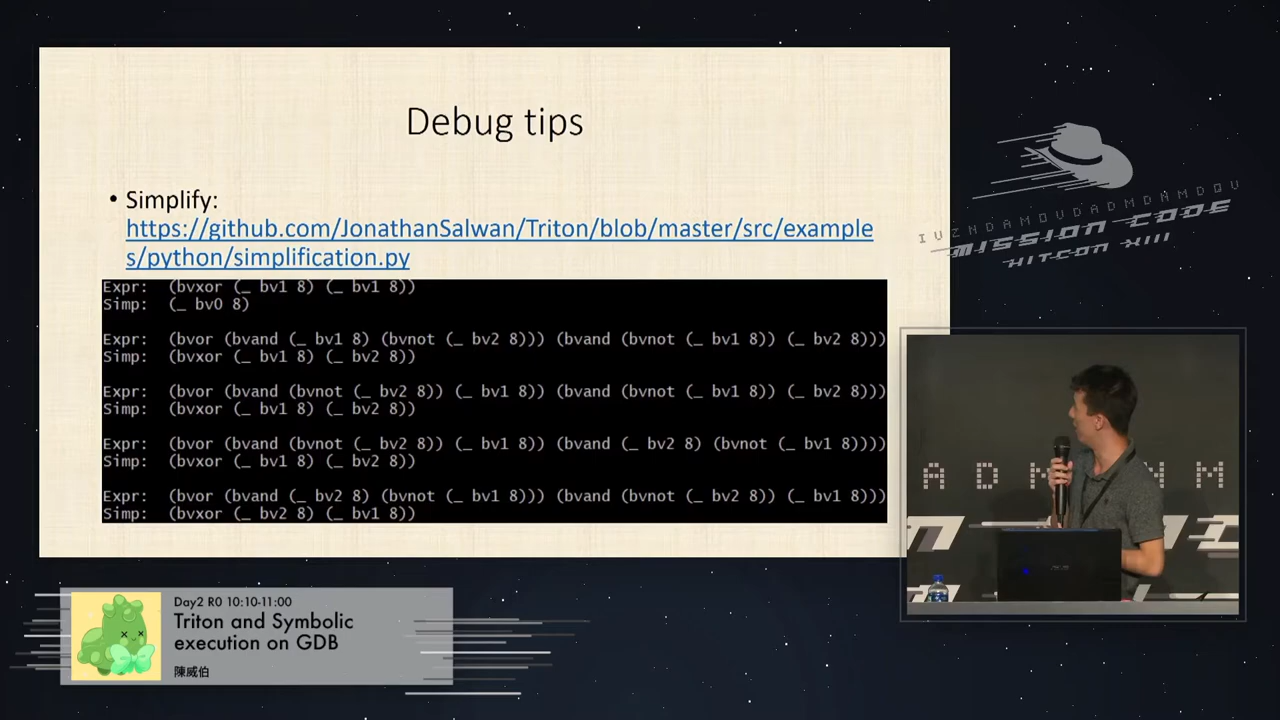 Debug tips
• Simplify:
https://github.com/JonathanSalwan/Triton/blob/master/src/example
s/python/simplification.py
Expr: (bvxor (_ bv1 8) (_ bv1 8))
Simp: (_ bv0 8)
Expr: (bvor (bvand (_ bv1 8) (bvnot (_ bv2 8))) (bvand (bvnot (_ bv1 8)) (_ bv2 8)))
Simp: (bvxor (_ bv1 8) (_ bv2 8))
Expr: (bvor (bvand (bvnot (_ bv2 8)) (_ bv1 8)) (bvand (bvnot (_ bv1 8)) (_ bv2 8)))
Simp: (bvxor (_ bv1 8) (_ bv2 8))
Expr: (bvor (bvand (bvnot (_ bv2 8)) (_ bv1 8)) (bvand (_ bv2 8) (bvnot (_ bv1 8))))
Simp: (bvxor (_ bv1 8) (_ bv2 8))
Expr: (bvor (bvand (_ bv2 8) (bvnot (_ bv1 8))) (bvand (bvnot (_ bv2 8)) (_ bv1 8)))
Simp: (bvxor (_ bv2 8) (_ bv1 8))
MISSION CODE
HITCON XIII
Day2 R0 10:10-11:00
Triton and Symbolic
execution on GDB
陳威伯